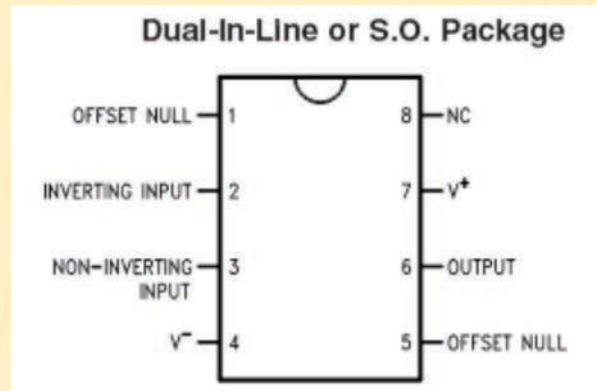 Dual-In-Line or S.O. Package
OFFSET NULL 1 8 NC
INVERTING INPUT 2 7 V+
NON-INVERTING 3 6 OUTPUT
INPUT
V- 4 5 OFFSET NULL